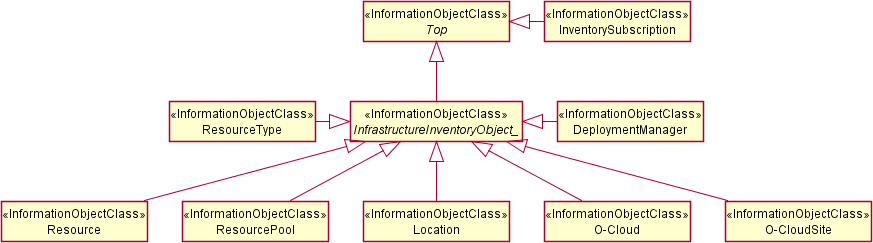 «InformationObjectClass»
Top
«InformationObjectClass»
InventorySubscription
«InformationObjectClass»
ResourceType
«InformationObjectClass»
InfrastructureInventoryObject_
«InformationObjectClass»
DeploymentManager
«InformationObjectClass»
Resource
«InformationObjectClass»
ResourcePool
«InformationObjectClass»
Location
«InformationObjectClass»
O-Cloud
«InformationObjectClass»
O-CloudSite